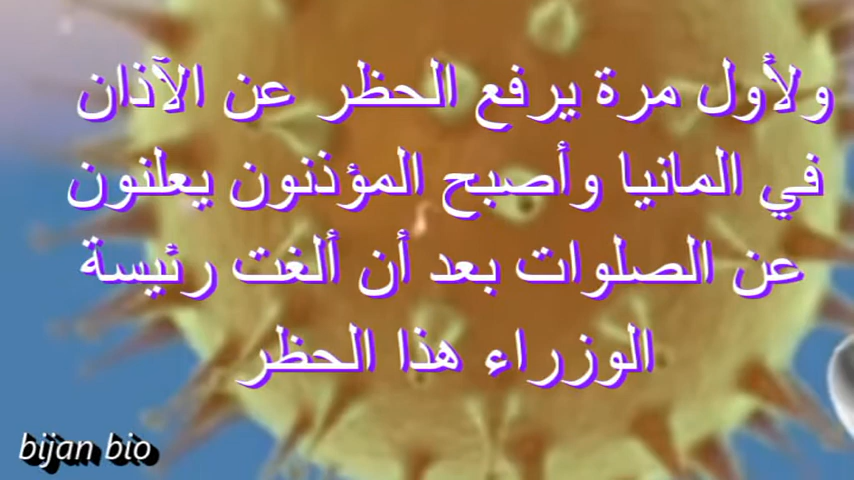 ولأول مرة يرفع الحظر عن الآذان
في المانيا وأصبح المؤذنون يعلنون
عن الصلوات بعد أن ألغت رئيسة
الوزراء هذا الحظر
bijan bio